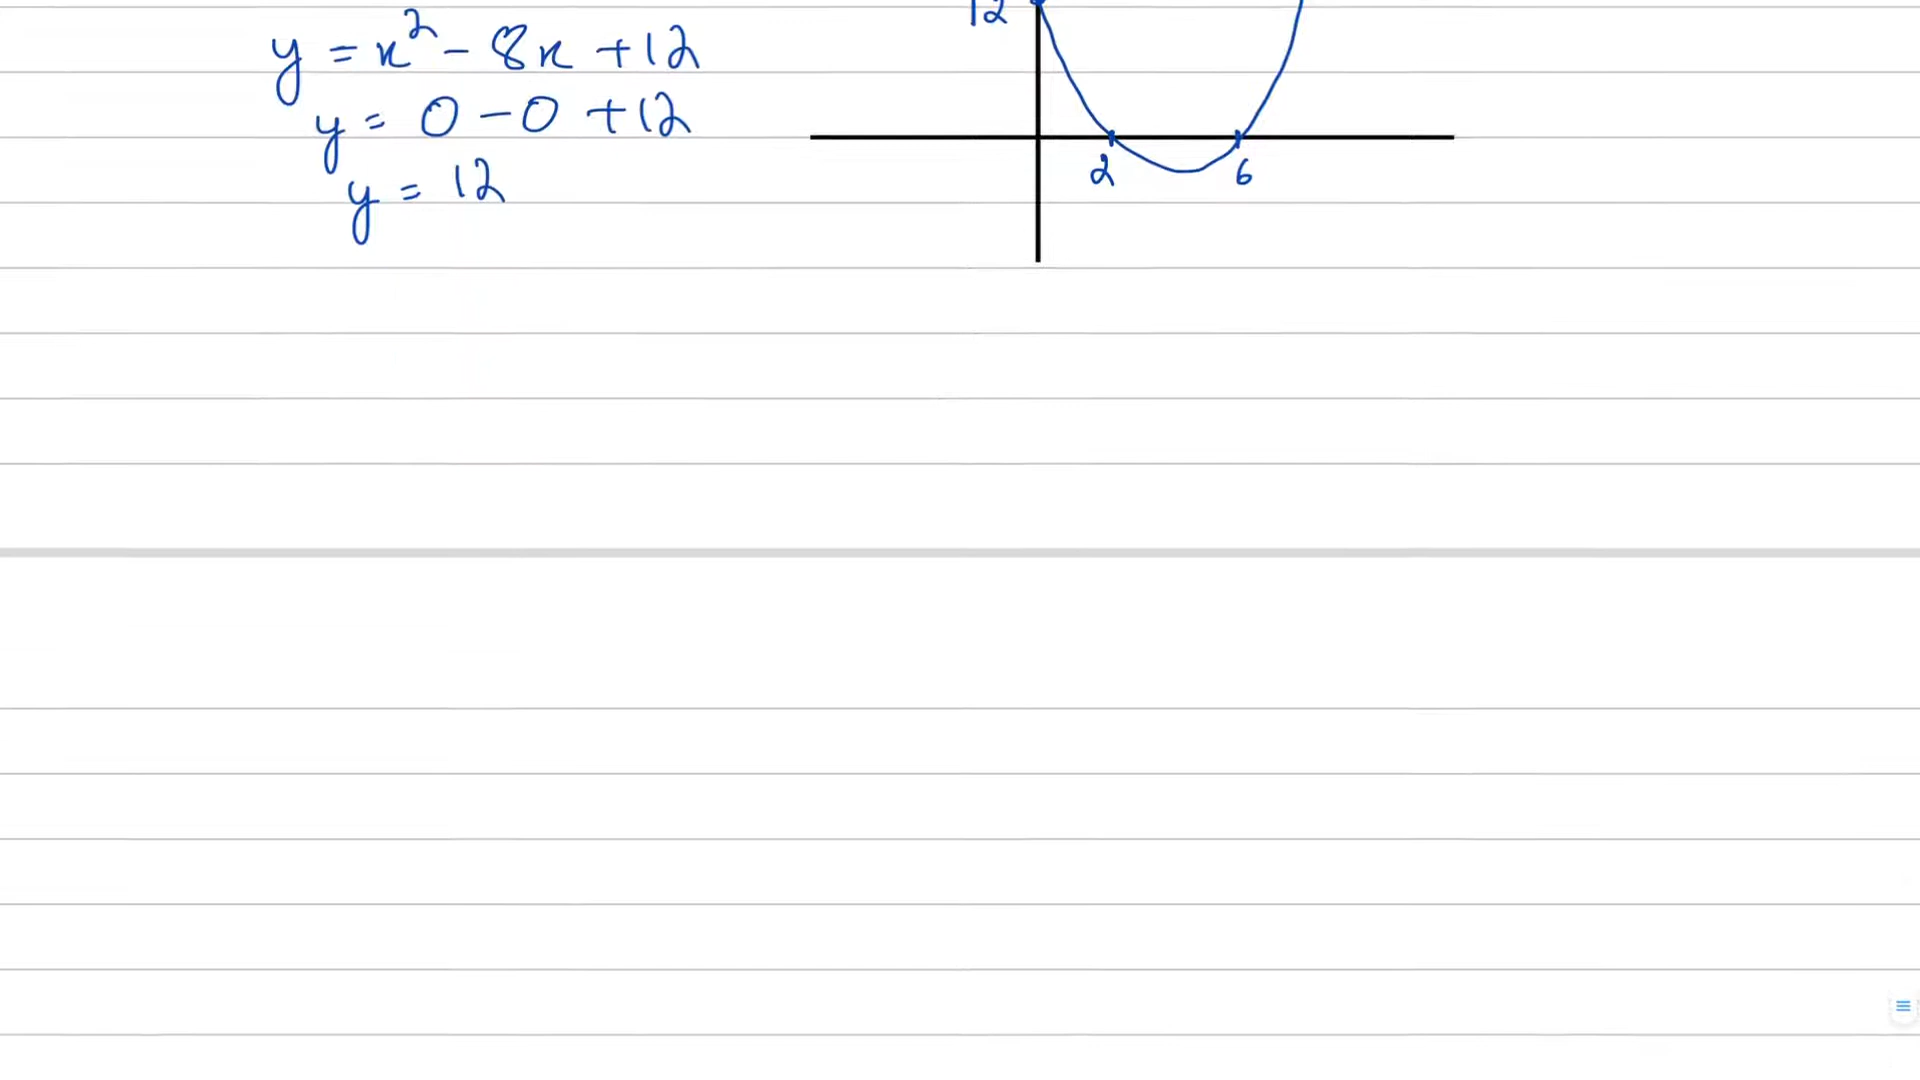 y = x² - 8x + 12
y = 0 - 0 + 12
y = 12
12
2 6